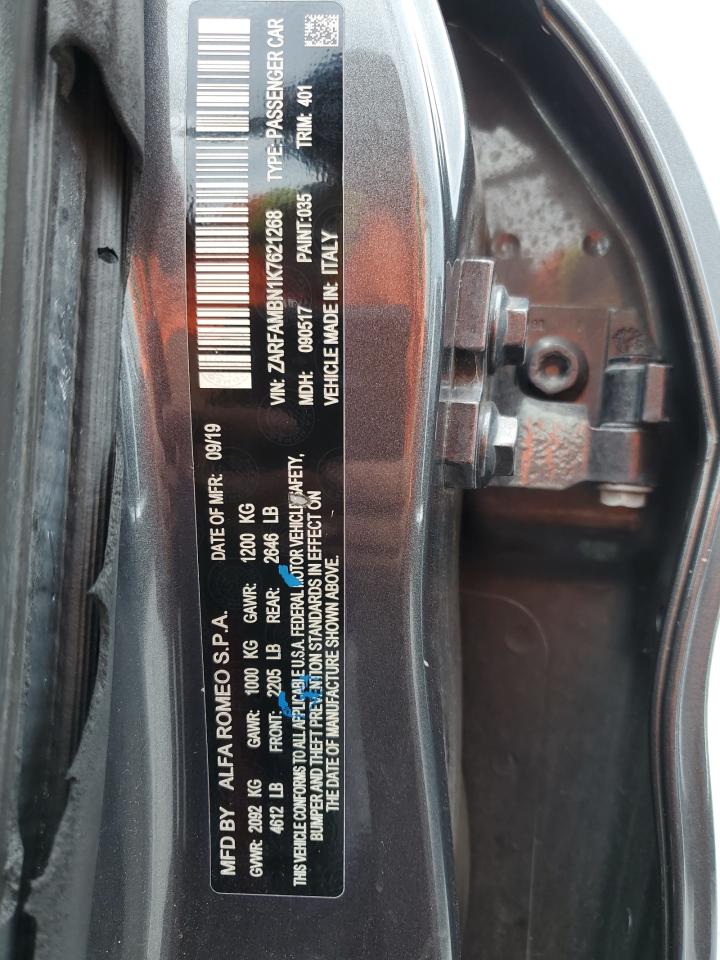 MFD BY ALFA ROMEO S.P.A. DATE OF MFR: 09/19
GVWR: 2092 KG GAWR: 1000 KG GAWR: 1200 KG
4612 LB FRONT: 2205 LB REAR: 2646 LB
THIS VEHICLE CONFORMS TO ALL APPLICABLE U.S.A. FEDERAL MOTOR VEHICLE SAFETY,
BUMPER AND THEFT PREVENTION STANDARDS IN EFFECT ON
THE DATE OF MANUFACTURE SHOWN ABOVE.
VIN: ZARFAMBN1K7621268 TYPE: PASSENGER CAR
MDH: 090517 PAINT:035 TRIM: 401
VEHICLE MADE IN: ITALY